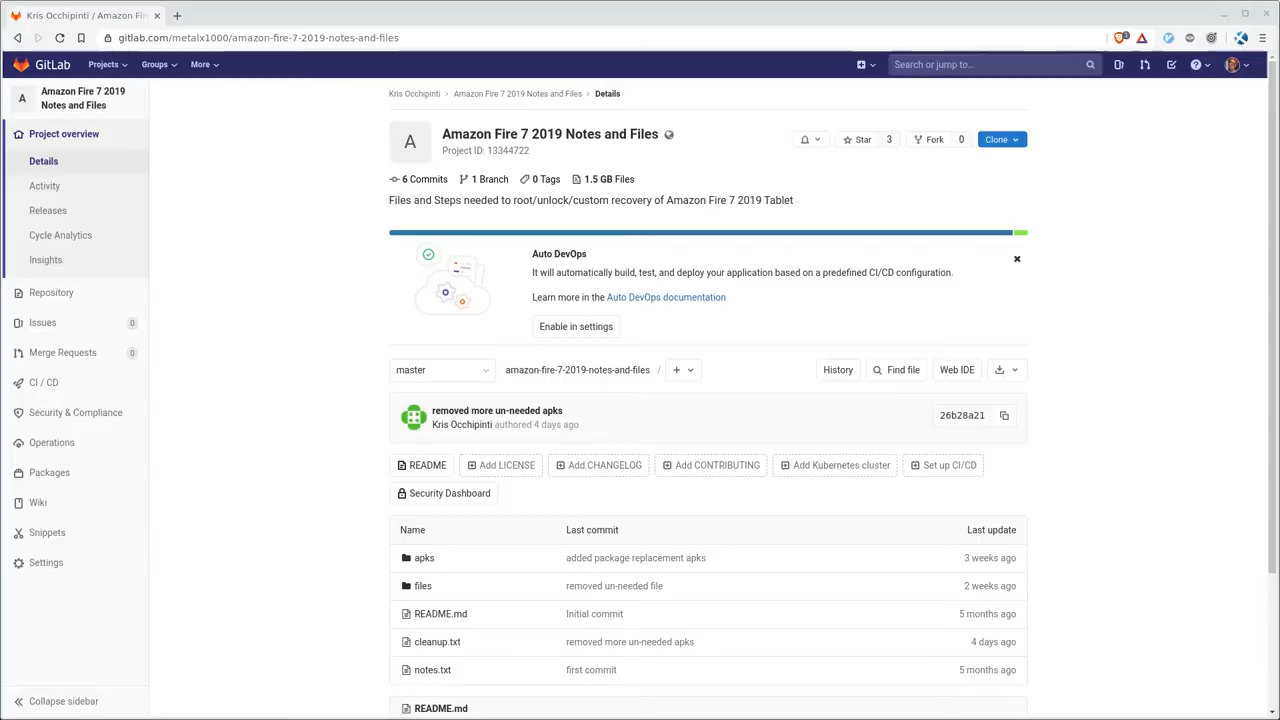 Kris Occhipinti / Amazon Fir
gitlab.com/metalx1000/amazon-fire-7-2019-notes-and-files
1
GitLab
Projects
Groups
More
Search or jump to...
A
Amazon Fire 7 2019
Notes and Files
Project overview
Details
Activity
Releases
Cycle Analytics
Insights
Repository
Issues 0
Merge Requests 0
CI / CD
Security & Compliance
Operations
Packages
Wiki
Snippets
Settings
Collapse sidebar
Kris Occhipinti › Amazon Fire 7 2019 Notes and Files › Details
A
Amazon Fire 7 2019 Notes and Files
Project ID: 13344722
Star 3
Fork 0
Clone
6 Commits 1 Branch 0 Tags 1.5 GB Files
Files and Steps needed to root/unlock/custom recovery of Amazon Fire 7 2019 Tablet
Auto DevOps
It will automatically build, test, and deploy your application based on a predefined CI/CD configuration.
Learn more in the Auto DevOps documentation
Enable in settings
master amazon-fire-7-2019-notes-and-files / + History Find file Web IDE
removed more un-needed apks
Kris Occhipinti authored 4 days ago
26b28a21
README Add LICENSE Add CHANGELOG Add CONTRIBUTING Add Kubernetes cluster Set up CI/CD
Security Dashboard
Name Last commit Last update
apks added package replacement apks 3 weeks ago
files removed un-needed file 2 weeks ago
README.md Initial commit 5 months ago
cleanup.txt removed more un-needed apks 4 days ago
notes.txt first commit 5 months ago
README.md